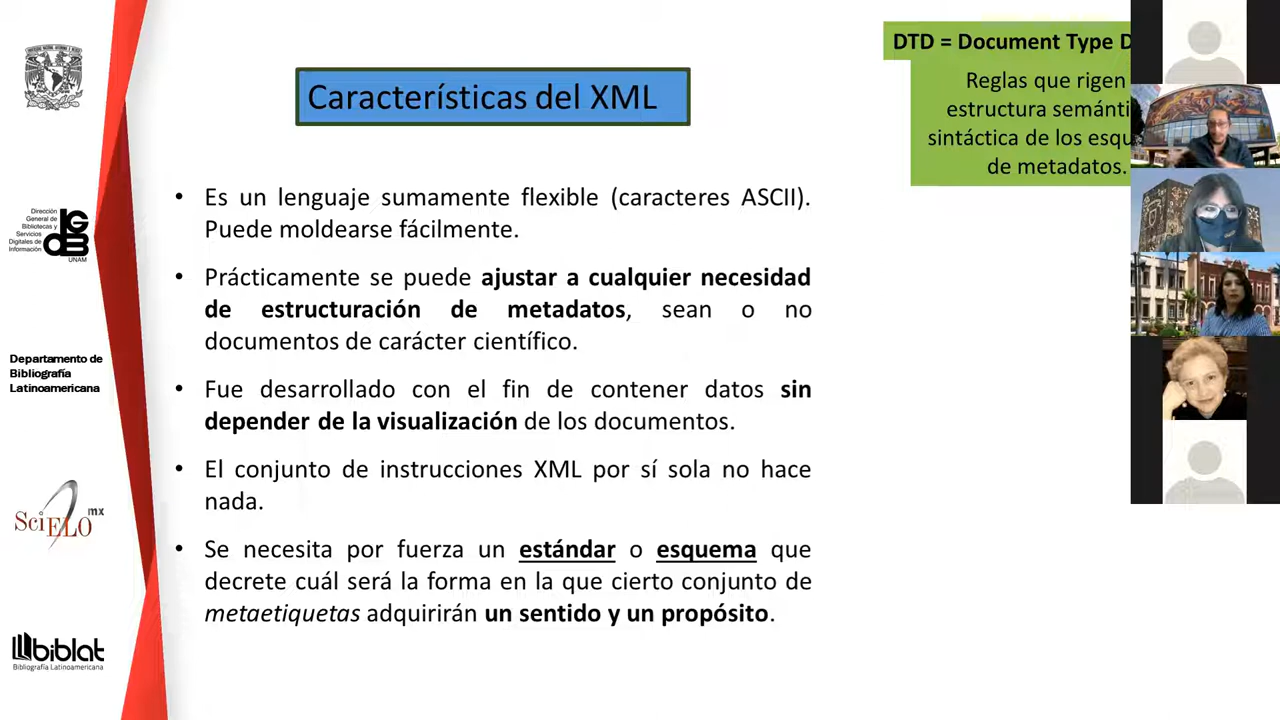 DTD = Document Type D
Reglas que rigen
estructura semánti
sintáctica de los esqu
de metadatos.
Características del XML
• Es un lenguaje sumamente flexible (caracteres ASCII).
Puede moldearse fácilmente.
• Prácticamente se puede ajustar a cualquier necesidad
de estructuración de metadatos, sean o no
documentos de carácter científico.
• Fue desarrollado con el fin de contener datos sin
depender de la visualización de los documentos.
• El conjunto de instrucciones XML por sí sola no hace
nada.
• Se necesita por fuerza un estándar o esquema que
decrete cuál será la forma en la que cierto conjunto de
metaetiquetas adquirirán un sentido y un propósito.
Dirección
General de
Bibliotecas y
Servicios
Digitales de
Información
DGB
UNAM
Departamento de
Bibliografía
Latinoamericana
SciELO mx
biblat
Bibliografía Latinoamericana